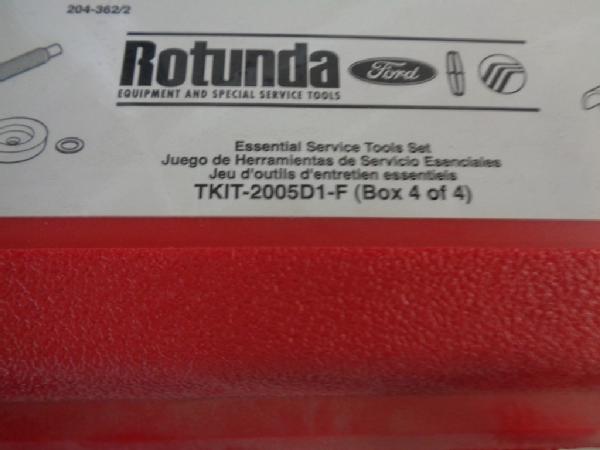 204-362/2
Rotunda
EQUIPMENT AND SPECIAL SERVICE TOOLS
Ford
Essential Service Tools Set
Juego de Herramientas de Servicio Esenciales
Jeu d'outils d'entretien essentiels
TKIT-2005D1-F (Box 4 of 4)